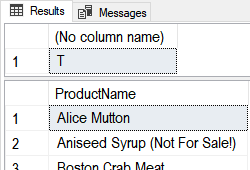 Results Messages
(No column name)
1 T
ProductName
1 Alice Mutton
2 Aniseed Syrup (Not For Sale!)
3 Boston Crab Meat